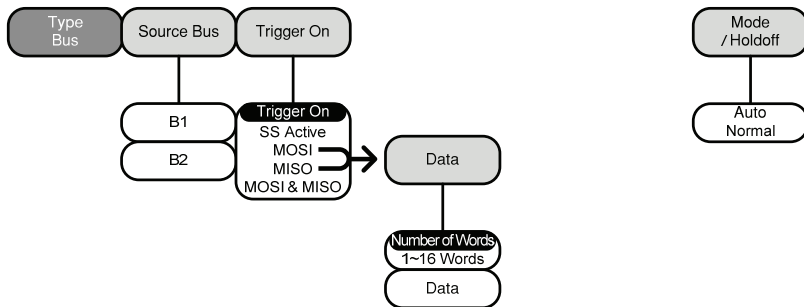 Type
Bus
Source Bus
Trigger On
Mode
/ Holdoff
B1
B2
Trigger On
SS Active
MOSI
MISO
MOSI & MISO
Data
Auto
Normal
Number of Words
1~16 Words
Data